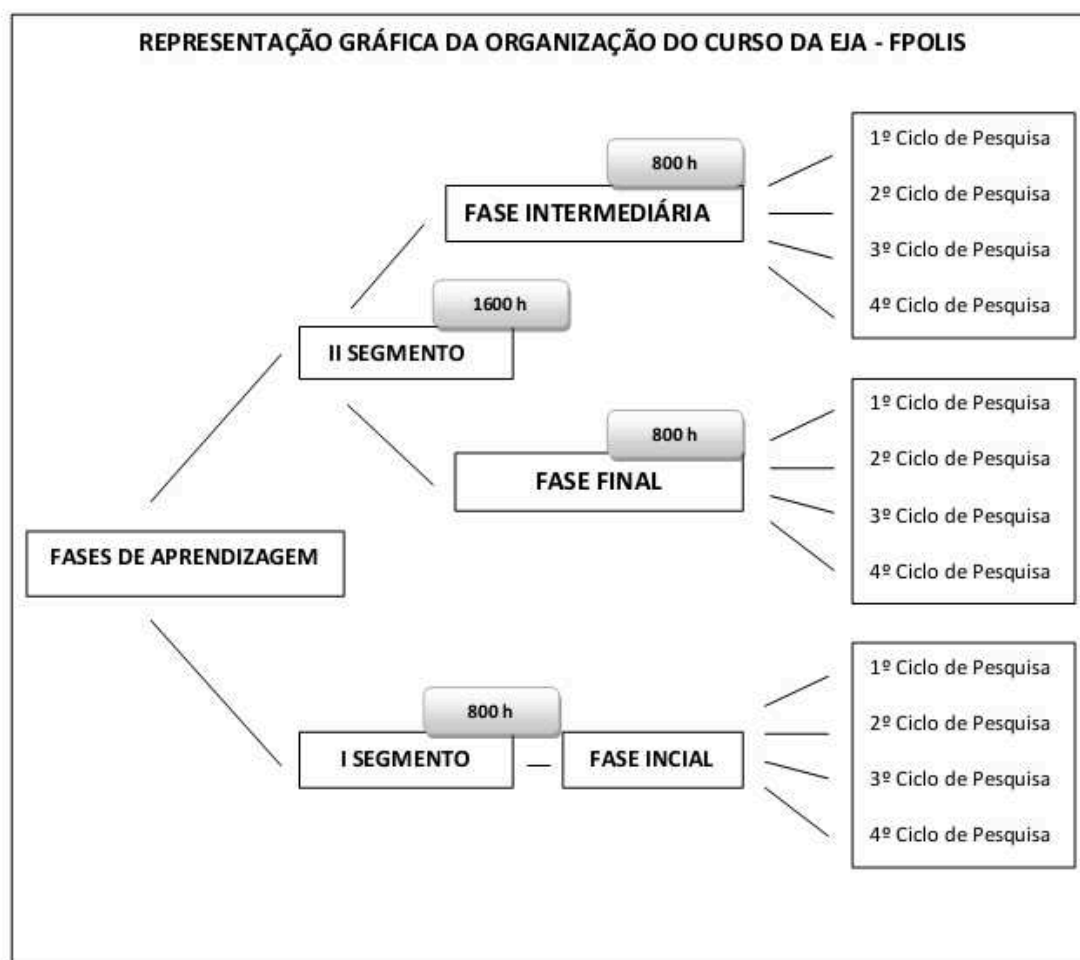 REPRESENTAÇÃO GRÁFICA DA ORGANIZAÇÃO DO CURSO DA EJA - FPOLIS
800 h
FASE INTERMEDIÁRIA
1º Ciclo de Pesquisa
2º Ciclo de Pesquisa
3º Ciclo de Pesquisa
4º Ciclo de Pesquisa
1600 h
II SEGMENTO
800 h
FASE FINAL
1º Ciclo de Pesquisa
2º Ciclo de Pesquisa
3º Ciclo de Pesquisa
4º Ciclo de Pesquisa
FASES DE APRENDIZAGEM
800 h
I SEGMENTO
FASE INCIAL
1º Ciclo de Pesquisa
2º Ciclo de Pesquisa
3º Ciclo de Pesquisa
4º Ciclo de Pesquisa